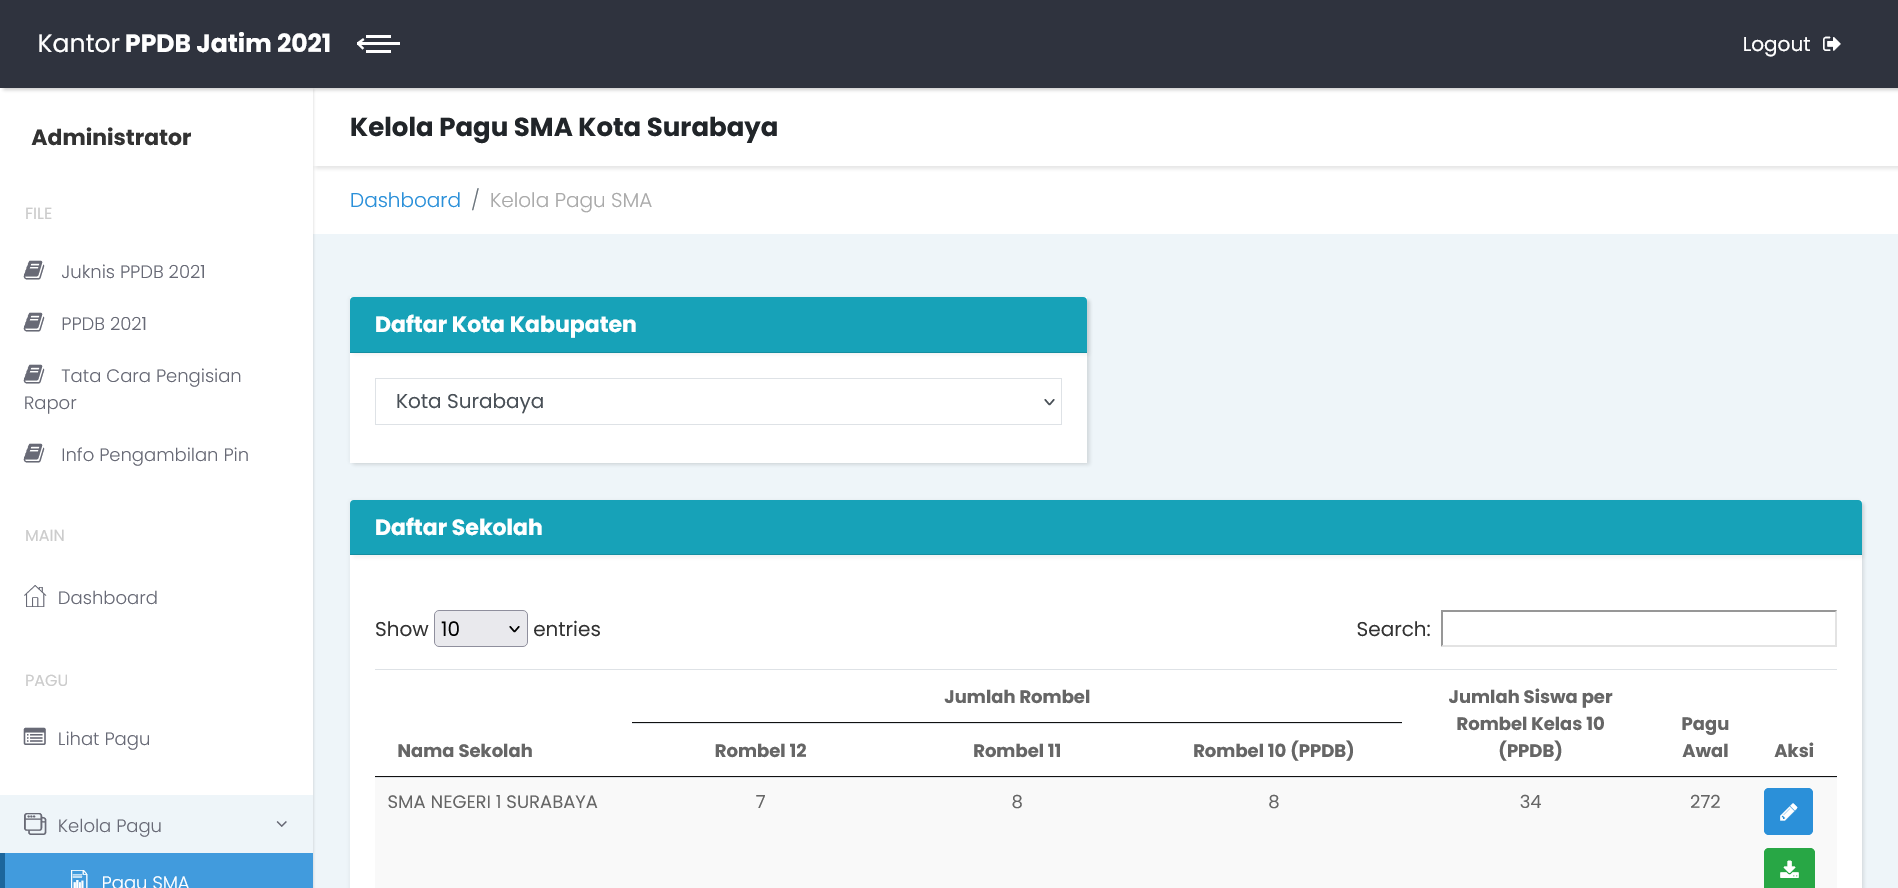 Kantor PPDB Jatim 2021
Logout
Administrator
FILE
Juknis PPDB 2021
PPDB 2021
Tata Cara Pengisian
Rapor
Info Pengambilan Pin
MAIN
Dashboard
PAGU
Lihat Pagu
Kelola Pagu
Pagu SMA
Kelola Pagu SMA Kota Surabaya
Dashboard / Kelola Pagu SMA
Daftar Kota Kabupaten
Kota Surabaya
Daftar Sekolah
Show 10 entries
Search:
Jumlah Rombel
Jumlah Siswa per
Rombel Kelas 10
(PPDB)
Pagu
Awal
Nama Sekolah
Rombel 12
Rombel 11
Rombel 10 (PPDB)
Aksi
SMA NEGERI 1 SURABAYA 7 8 8 34 272